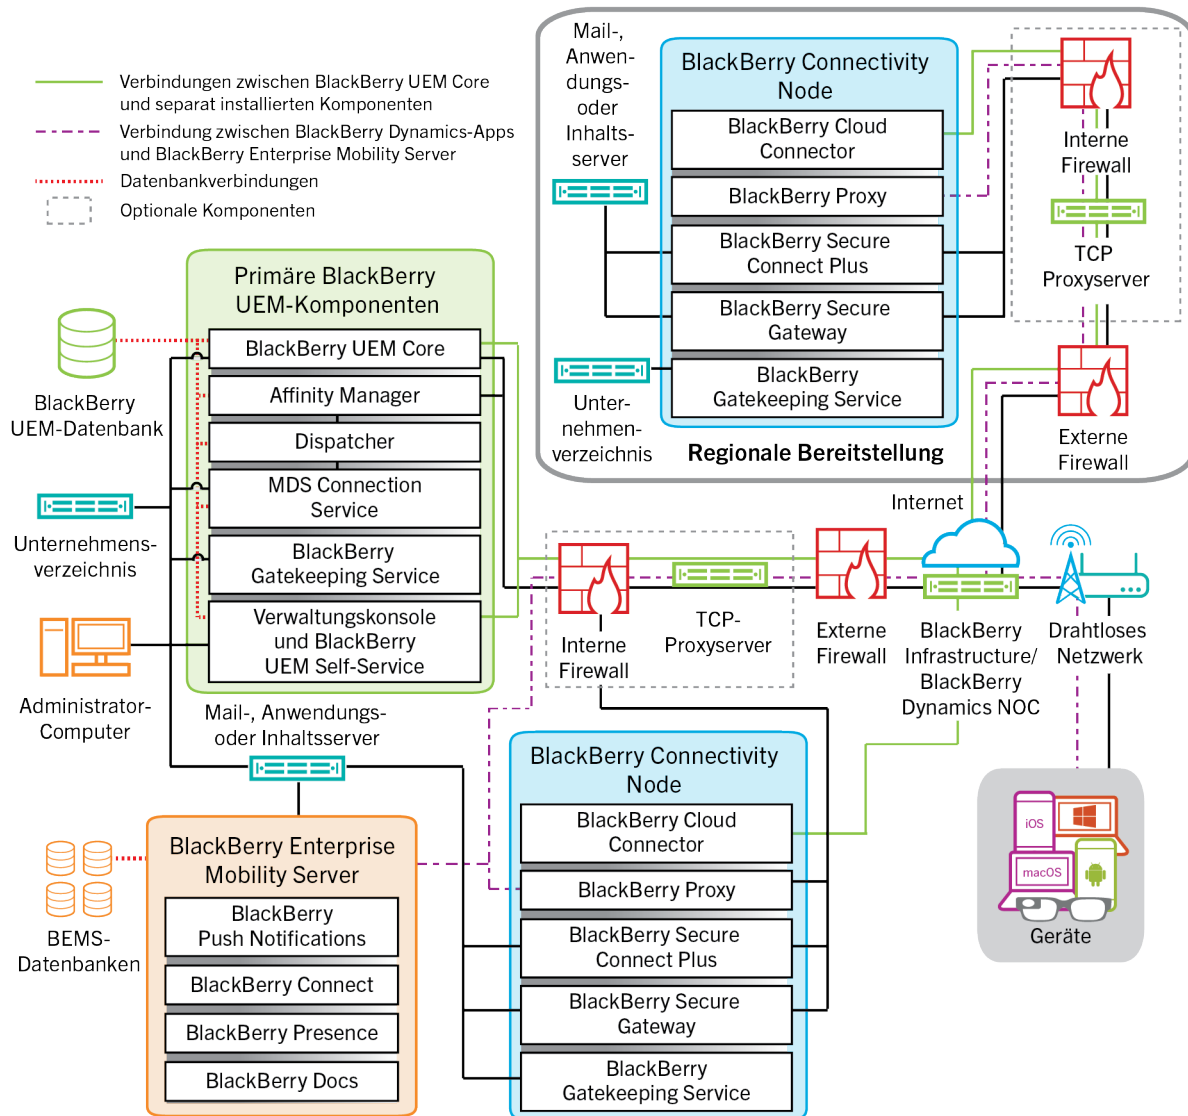 Verbindungen zwischen BlackBerry UEM Core
und separat installierten Komponenten
Verbindung zwischen BlackBerry Dynamics-Apps
und BlackBerry Enterprise Mobility Server
Datenbankverbindungen
Optionale Komponenten
Mail-,
Anwen-
dungs-
oder
Inhalts-
server
BlackBerry Connectivity
Node
BlackBerry Cloud
Connector
BlackBerry Proxy
BlackBerry Secure
Connect Plus
BlackBerry Secure
Gateway
BlackBerry
Gatekeeping Service
Unter-
nehmen-
verzeichnis
Regionale Bereitstellung
Interne
Firewall
TCP
Proxyserver
Externe
Firewall
Primäre BlackBerry
UEM-Komponenten
BlackBerry UEM Core
Affinity Manager
Dispatcher
MDS Connection
Service
BlackBerry
Gatekeeping Service
Verwaltungskonsole
und BlackBerry
UEM Self-Service
BlackBerry
UEM-Datenbank
Unternehmens-
verzeichnis
Administrator-
Computer
Internet
Interne
Firewall
TCP-
Proxyserver
Externe
Firewall
BlackBerry
Infrastructure/
BlackBerry
Dynamics NOC
Drahtloses
Netzwerk
Mail-, Anwendungs-
oder Inhaltsserver
BlackBerry Enterprise
Mobility Server
BlackBerry
Push Notifications
BlackBerry Connect
BlackBerry Presence
BlackBerry Docs
BEMS-
Datenbanken
BlackBerry Connectivity
Node
BlackBerry Cloud
Connector
BlackBerry Proxy
BlackBerry Secure
Connect Plus
BlackBerry Secure
Gateway
BlackBerry
Gatekeeping Service
iOS
macOS
Geräte